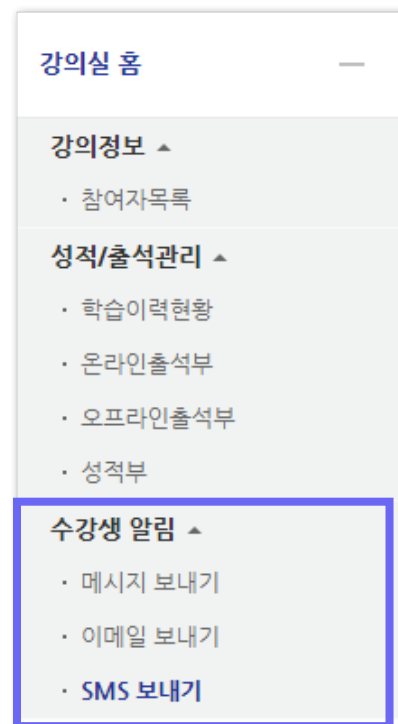 강의실 홈
강의정보
· 참여자목록
성적/출석관리
· 학습이력현황
· 온라인출석부
· 오프라인출석부
· 성적부
수강생 알림
· 메시지 보내기
· 이메일 보내기
· SMS 보내기